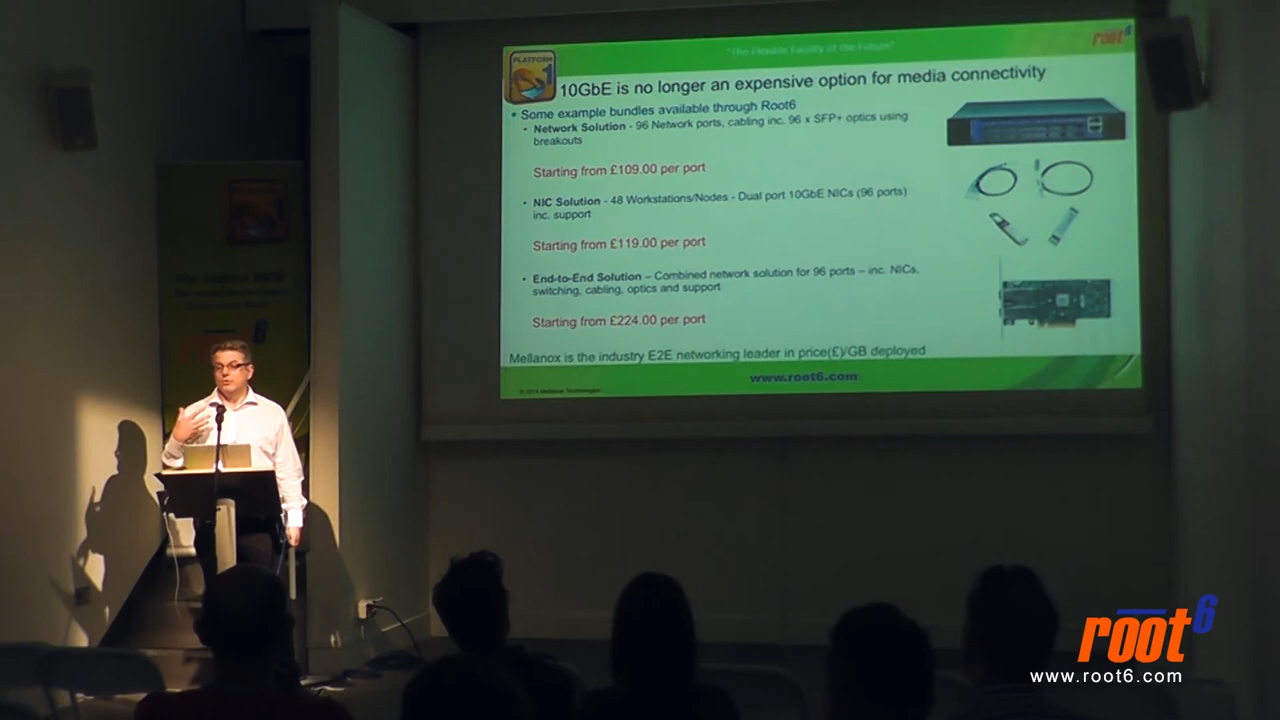 "The Flexible Facility of the Future"
root6
PLATFORM
1
10GbE is no longer an expensive option for media connectivity
• Some example bundles available through Root6
• Network Solution - 96 Network ports, cabling inc. 96 x SFP+ optics using
breakouts
Starting from £109.00 per port
• NIC Solution - 48 Workstations/Nodes - Dual port 10GbE NICs (96 ports)
inc. support
Starting from £119.00 per port
• End-to-End Solution – Combined network solution for 96 ports – inc. NICs,
switching, cabling, optics and support
Starting from £224.00 per port
Mellanox is the industry E2E networking leader in price(£)/GB deployed
www.root6.com
© 2014 Mellanox Technologies
root6
www.root6.com